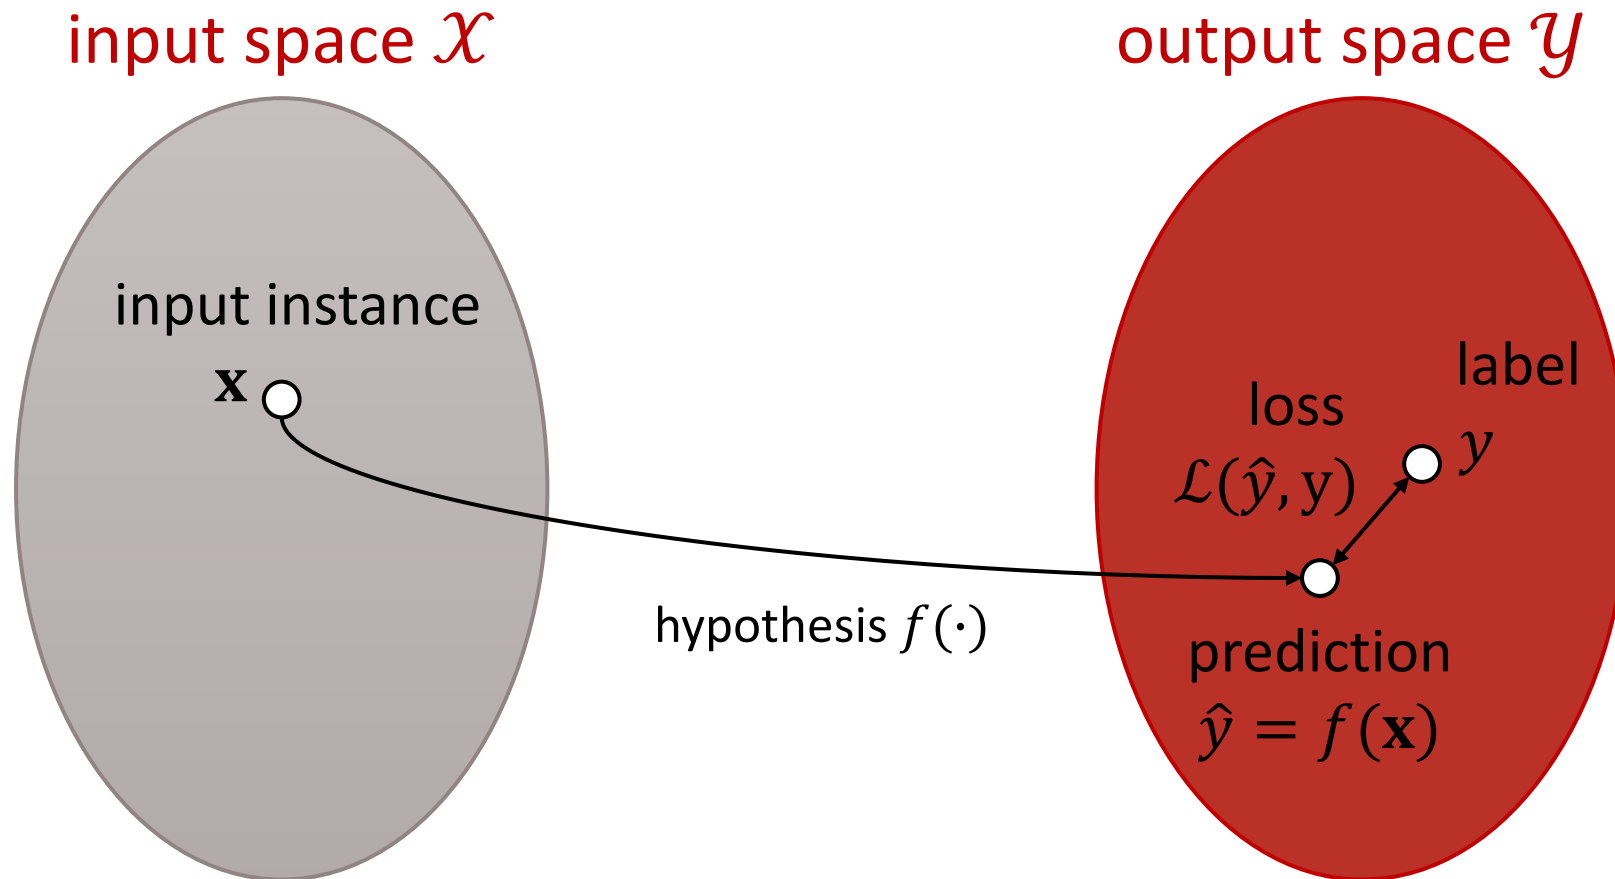 input space 𝒳
output space 𝒴
input instance
𝐱
label
y
loss
ℒ(ŷ, y)
hypothesis f(·)
prediction
ŷ = f(𝐱)